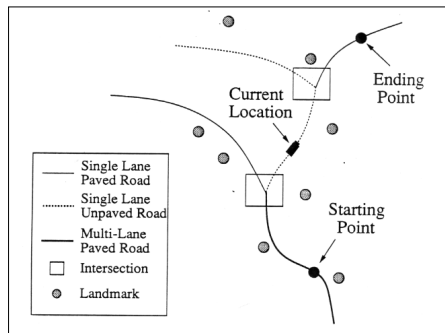 Ending
Point
Current
Location
Single Lane
Paved Road
Single Lane
Unpaved Road
Multi-Lane
Paved Road
Intersection
Landmark
Starting
Point